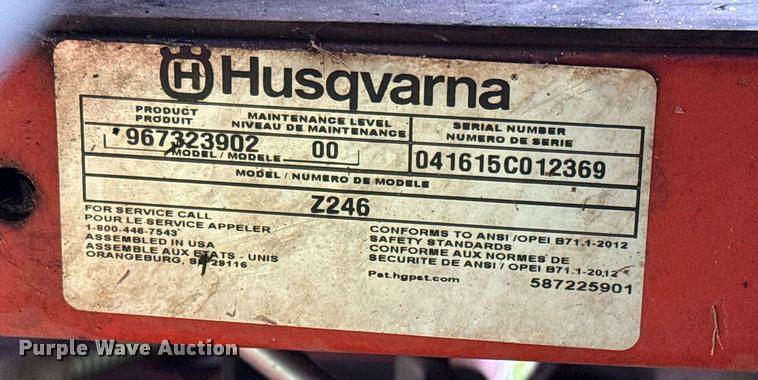 Husqvarna
PRODUCT
PRODUIT
967323902
MODEL / MODELE
MAINTENANCE LEVEL
NIVEAU DE MAINTENANCE
00
SERIAL NUMBER
NUMERO DE SERIE
041615C012369
MODEL / NUMERO DE MODELE
Z246
FOR SERVICE CALL
POUR LE SERVICE APPELER
1-800-448-7543
ASSEMBLED IN USA
ASSEMBLE AUX ETATS - UNIS
ORANGEBURG, 29116
CONFORMS TO ANSI /OPEI B71.1-2012
SAFETY STANDARDS
CONFORME AUX NORMES DE
SECURITE DE ANSI / OPEI B71.1-2012
Pat.hgpat.com
587225901
Purple Wave Auction